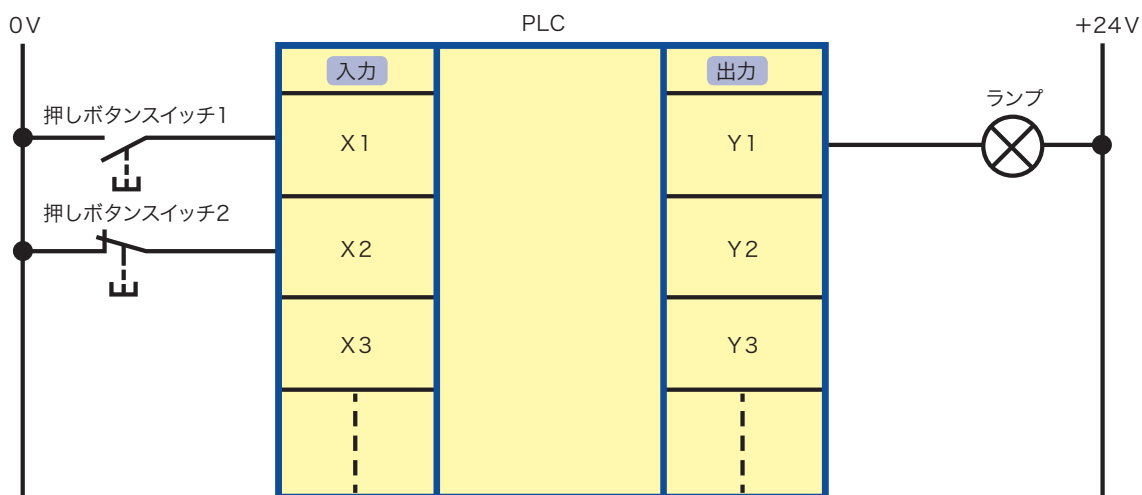 0V
PLC
+24V
入力
出力
ランプ
押しボタンスイッチ1
X1
Y1
押しボタンスイッチ2
X2
Y2
X3
Y3